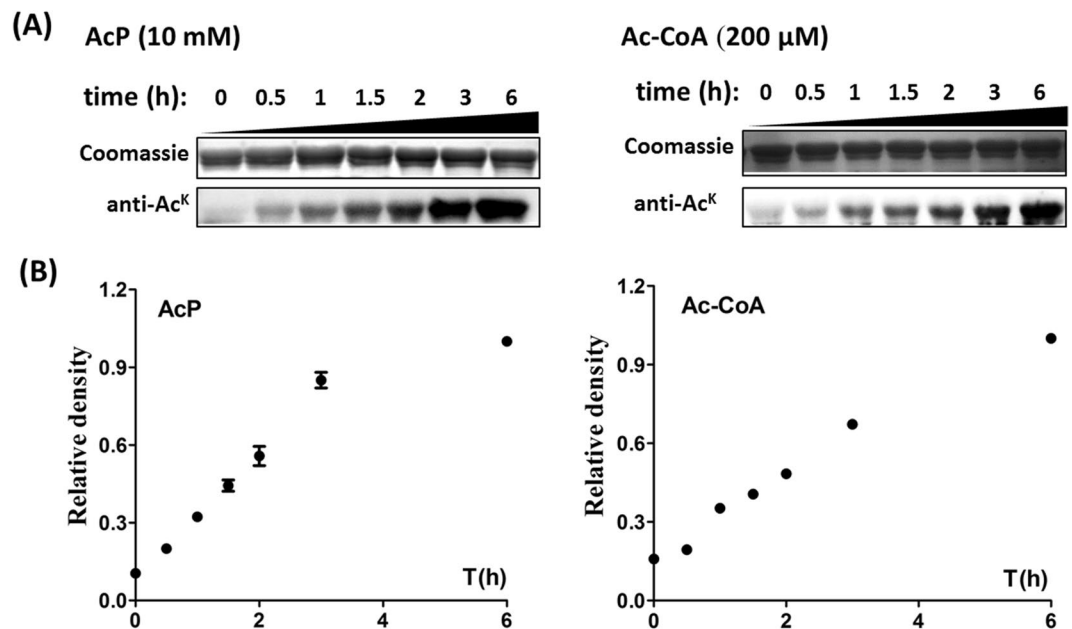 (A)
AcP (10 mM)
time (h): 0 0.5 1 1.5 2 3 6
Coomassie
anti-Acᴷ
Ac-CoA (200 μM)
time (h): 0 0.5 1 1.5 2 3 6
Coomassie
anti-Acᴷ
(B)
AcP
Relative density
1.2
0.9
0.6
0.3
0.0
0 2 4 6
T(h)
Ac-CoA
Relative density
1.2
0.9
0.6
0.3
0.0
0 2 4 6
T(h)